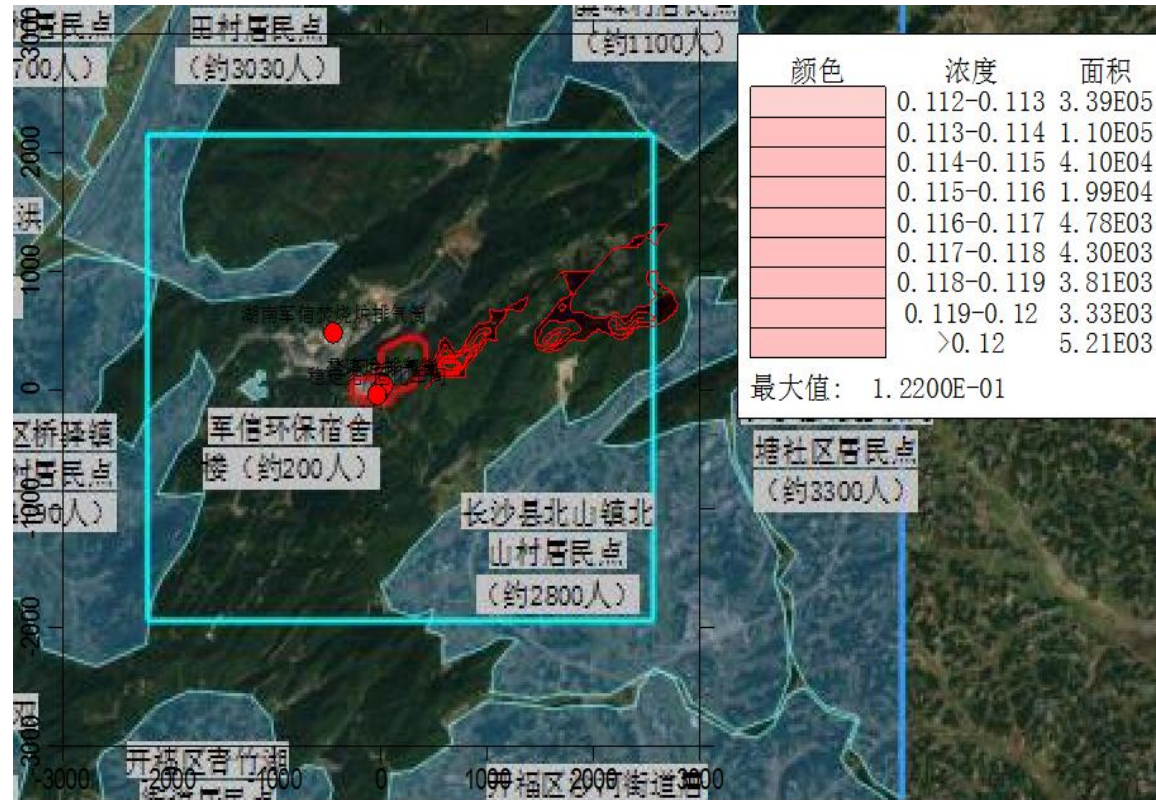 居民点
700人）
田村居民点
（约3030人）
（约1100人）
颜色 浓度 面积
0.112-0.113 3.39E05
0.113-0.114 1.10E05
0.114-0.115 4.10E04
0.115-0.116 1.99E04
0.116-0.117 4.78E03
0.117-0.118 4.30E03
0.118-0.119 3.81E03
0.119-0.12 3.33E03
>0.12 5.21E03
最大值: 1.2200E-01
3000
2000
1000
0
-1000
-2000
-3000
湖南军信焚烧炉排气筒
区桥驿镇
居民点
军信环保宿舍
楼（约200人）
塘社区居民点
（约3300人）
长沙县北山镇北
山村居民点
（约2800人）
开福区青竹湖
-3000 -2000 -1000 0 1000 2000 3000